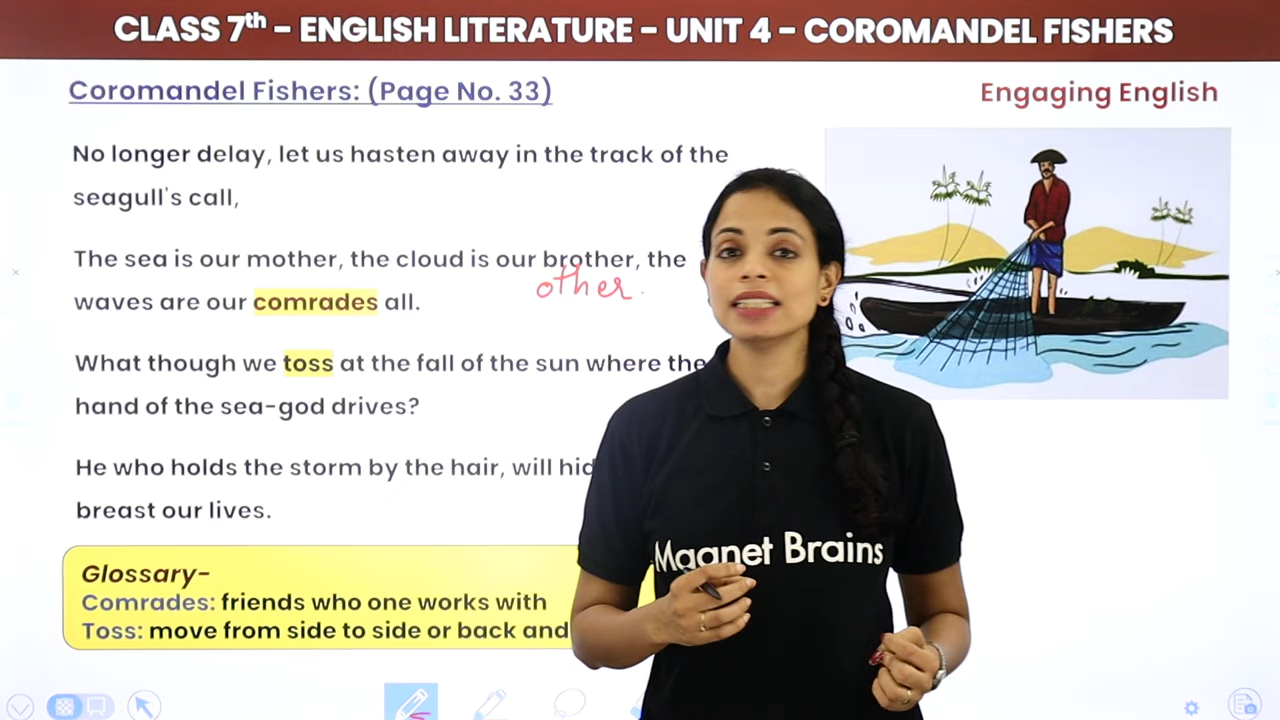 CLASS 7th – ENGLISH LITERATURE – UNIT 4 – COROMANDEL FISHERS
Coromandel Fishers: (Page No. 33)
Engaging English
No longer delay, let us hasten away in the track of the
seagull's call,
The sea is our mother, the cloud is our brother, the
other
waves are our comrades all.
What though we toss at the fall of the sun where the
hand of the sea-god drives?
He who holds the storm by the hair, will
breast our lives.
Glossary-
Comrades: friends who one works with
Toss: move from side to side or back and
Magnet Brains